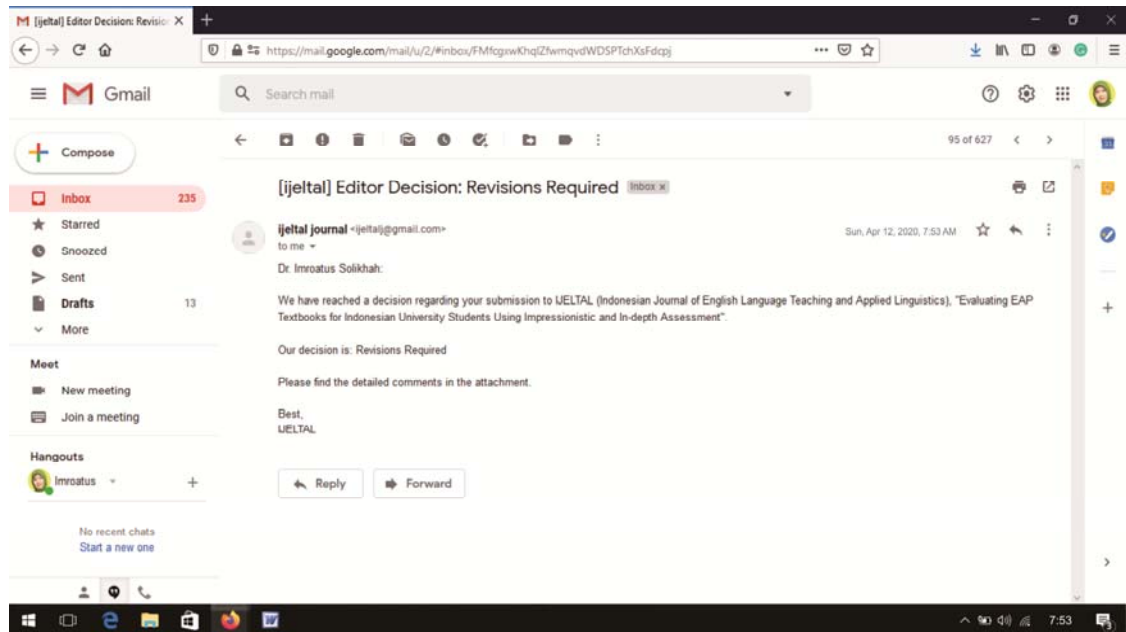 [ijeltal] Editor Decision: Revision
https://mail.google.com/mail/u/2/#inbox/FMfcgxwKhqlZfwmqvdWDSPTchXsFdcpj
Gmail
Search mail
Compose
95 of 627
Inbox 235
Starred
Snoozed
Sent
Drafts 13
More
Meet
New meeting
Join a meeting
Hangouts
Imroatus
No recent chats
Start a new one
[ijeltal] Editor Decision: Revisions Required Inbox x
ijeltal journal <ijeltalj@gmail.com>
Sun, Apr 12, 2020, 7:53 AM
to me
Dr. Imroatus Solikhah:
We have reached a decision regarding your submission to IJELTAL (Indonesian Journal of English Language Teaching and Applied Linguistics), "Evaluating EAP
Textbooks for Indonesian University Students Using Impressionistic and In-depth Assessment".
Our decision is: Revisions Required
Please find the detailed comments in the attachment.
Best,
IJELTAL
Reply
Forward
7:53